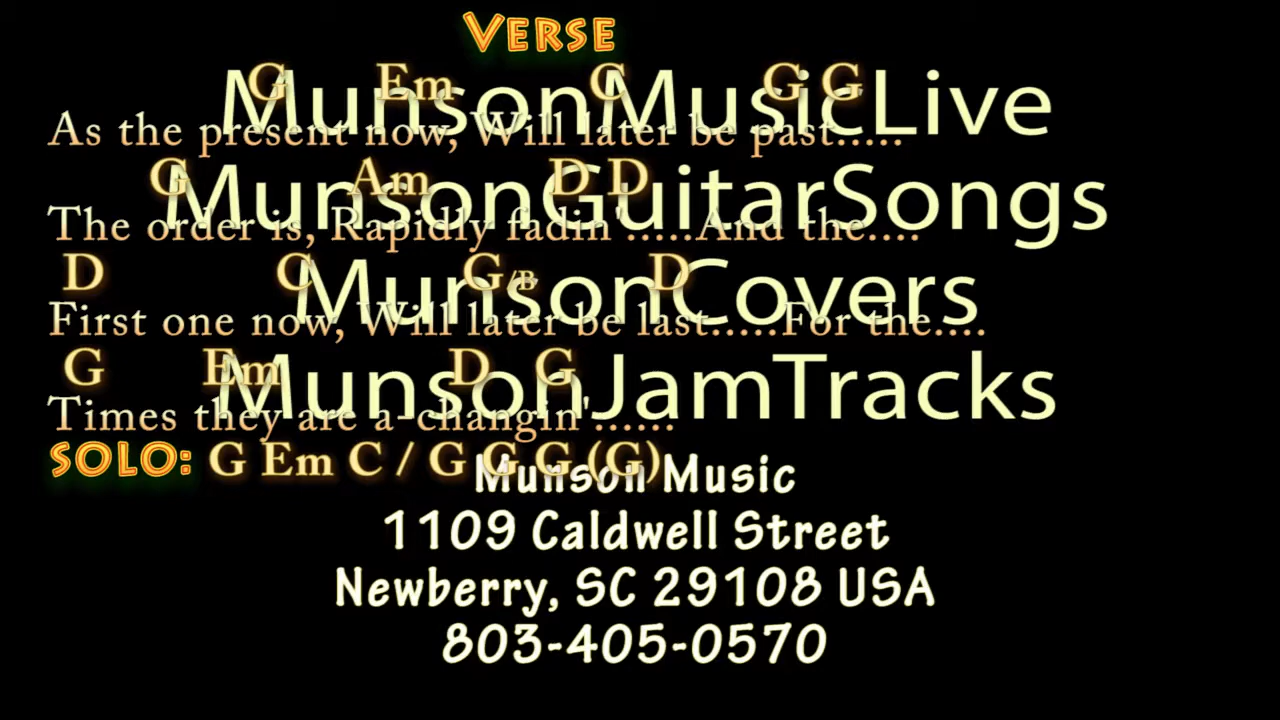 VERSE
G Em C G G
MunsonMusicLive
As the present now, Will later be past.....
G Am D D
MunsonGuitarSongs
The order is, Rapidly fadin'.....And the....
D C G/B D
MunsonCovers
First one now, Will later be last.....For the....
G Em D G
MunsonJamTracks
Times they are a-changin'......
SOLO: G Em C / G G G (G)
Munson Music
1109 Caldwell Street
Newberry, SC 29108 USA
803-405-0570